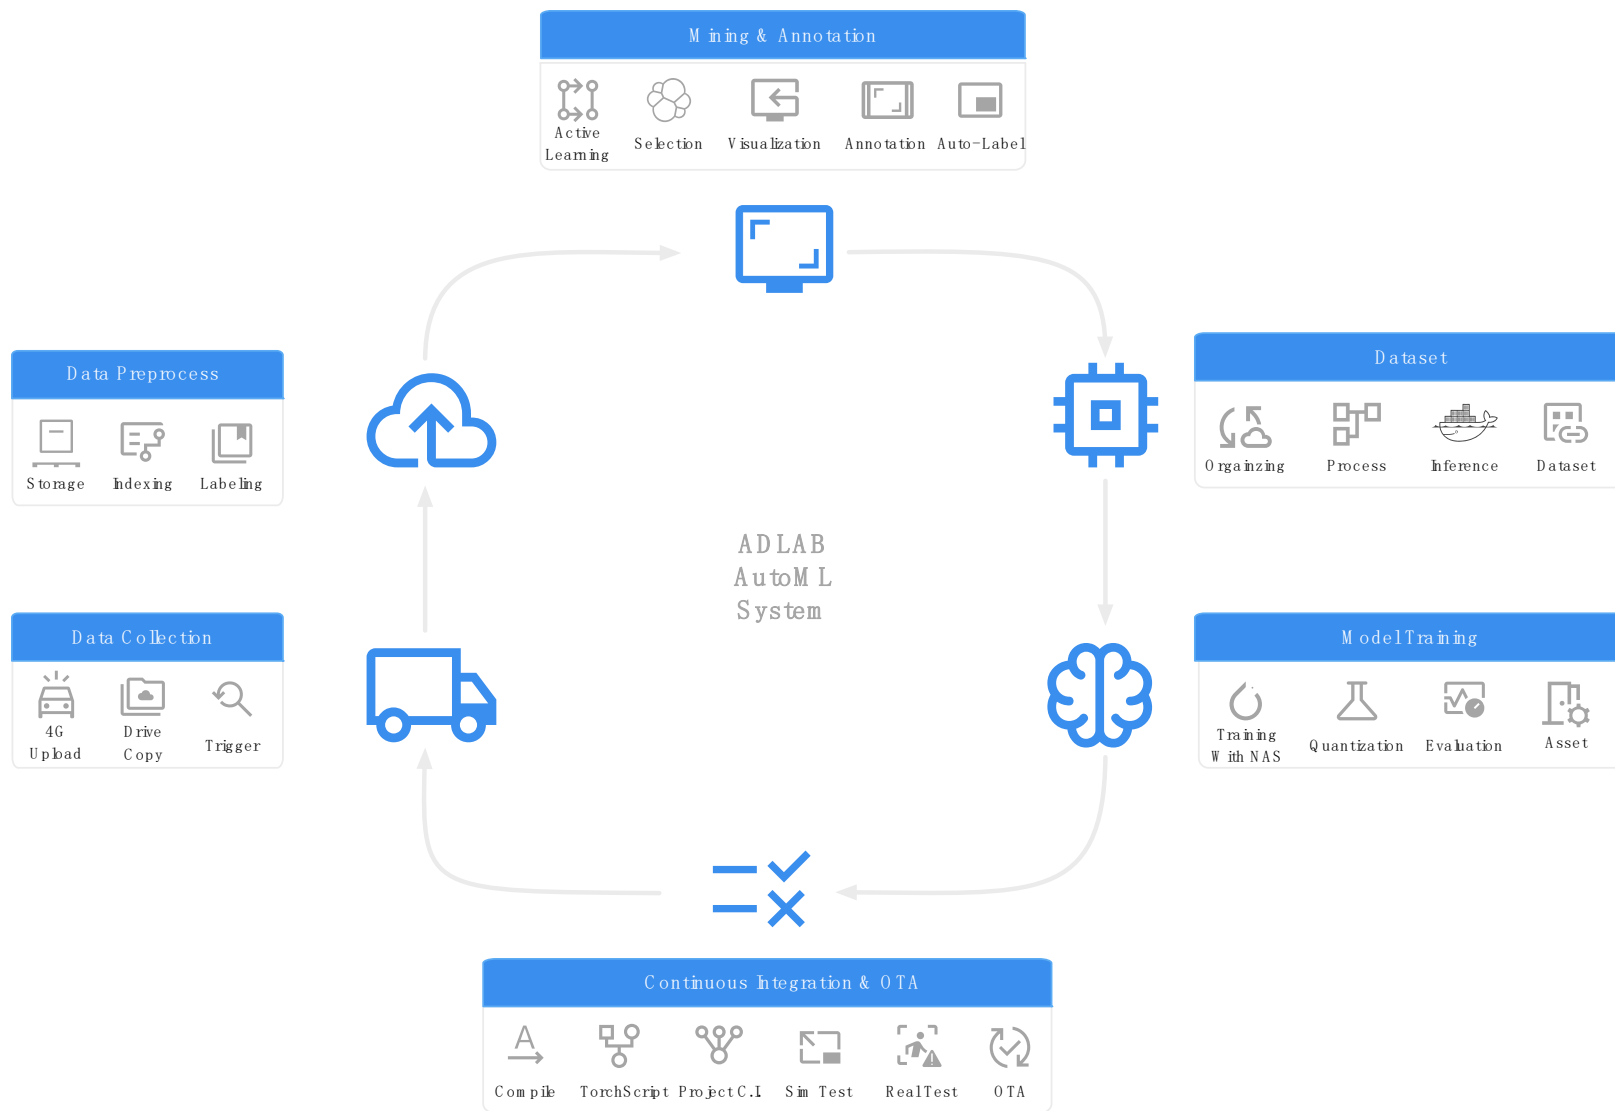 Mining & Annotation
Active
Learning
Selection
Visualization
Annotation
Auto-Label
Data Preprocess
Storage
Indexing
Labeling
Dataset
Orgainzing
Process
Inference
Dataset
ADLAB
AutoML
System
Data Collection
4G
Upload
Drive
Copy
Trigger
Model Training
Training
With NAS
Quantization
Evaluation
Asset
Continuous Integration & OTA
A
Compile
TorchScript
Project C.I.
Sim Test
Real Test
OTA